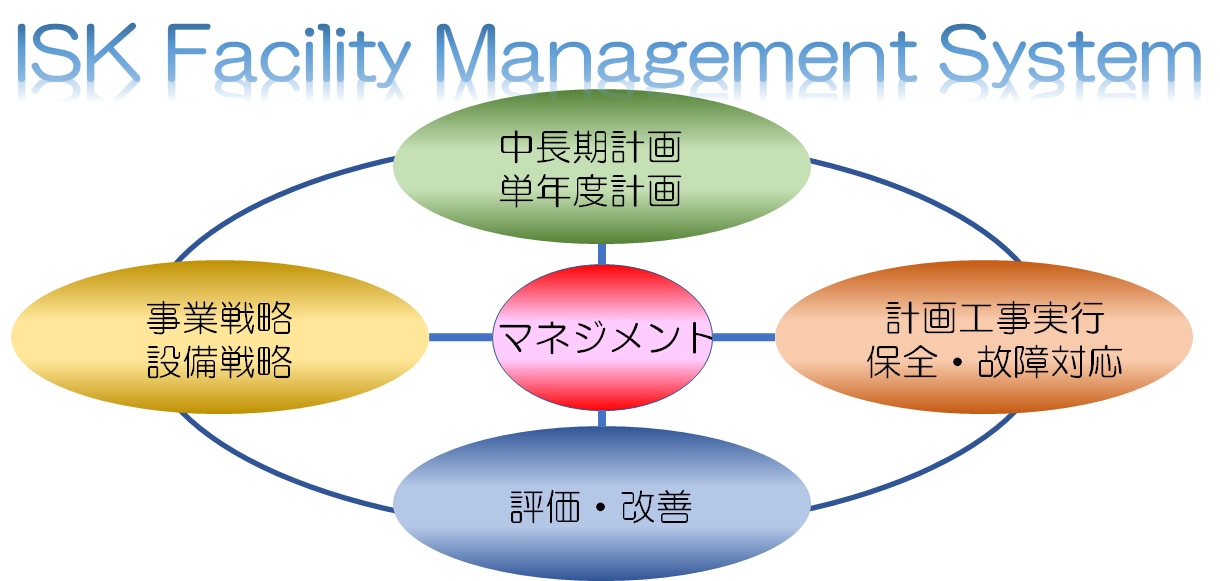 ISK Facility Management System
中長期計画
単年度計画
事業戦略
設備戦略
マネジメント
計画工事実行
保全・故障対応
評価・改善